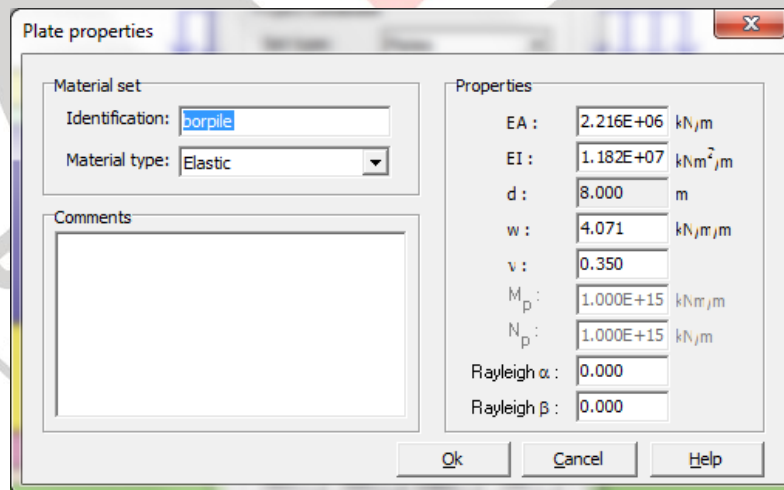 Plate properties
Material set
Identification: borpile
Material type: Elastic
Comments
Properties
EA : 2.216E+06 kN/m
EI : 1.182E+07 kNm²/m
d : 8.000 m
w : 4.071 kN/m/m
ν : 0.350
Mp : 1.000E+15 kNm/m
Np : 1.000E+15 kN/m
Rayleigh α : 0.000
Rayleigh β : 0.000
Ok Cancel Help